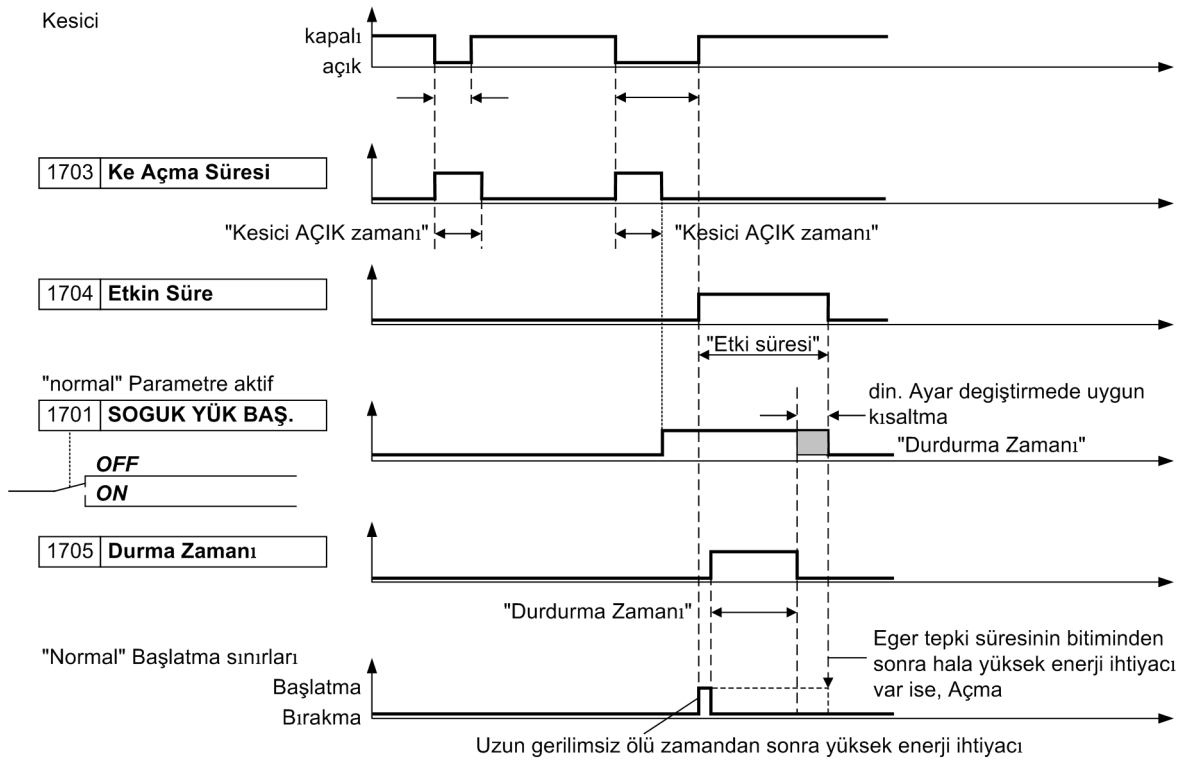 Kesici
kapalı
açık
1703 Ke Açma Süresi
"Kesici AÇIK zamanı"
"Kesici AÇIK zamanı"
1704 Etkin Süre
"Etki süresi"
"normal" Parametre aktif
1701 SOGUK YÜK BAŞ.
OFF
ON
din. Ayar degiştirmede uygun
kısaltma
"Durdurma Zamanı"
1705 Durma Zamanı
"Durdurma Zamanı"
"Normal" Başlatma sınırları
Başlatma
Bırakma
Eger tepki süresinin bitiminden
sonra hala yüksek enerji ihtiyacı
var ise, Açma
Uzun gerilimsiz ölü zamandan sonra yüksek enerji ihtiyacı